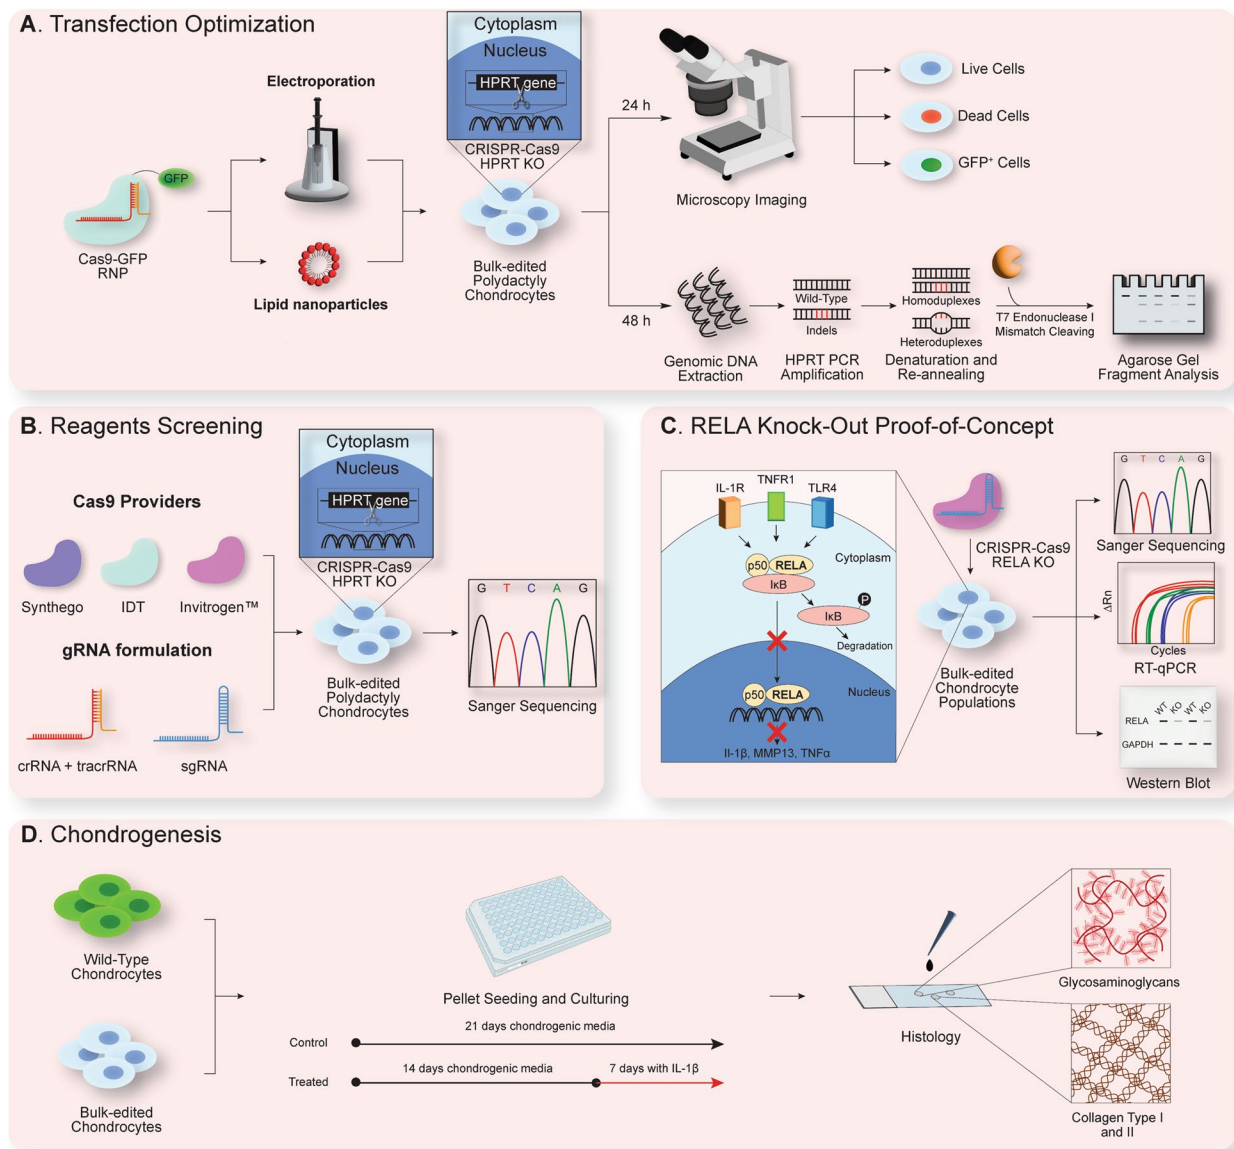 A. Transfection Optimization
Cytoplasm
Nucleus
HPRT gene
CRISPR-Cas9
HPRT KO
Electroporation
GFP
Cas9-GFP
RNP
Lipid nanoparticles
Bulk-edited
Polydactyly
Chondrocytes
24 h
Microscopy Imaging
Live Cells
Dead Cells
GFP⁺ Cells
48 h
Genomic DNA
Extraction
Wild-Type
Indels
HPRT PCR
Amplification
Homoduplexes
Heteroduplexes
Denaturation and
Re-annealing
T7 Endonuclease I
Mismatch Cleaving
Agarose Gel
Fragment Analysis
B. Reagents Screening
Cas9 Providers
Synthego
IDT
Invitrogen™
gRNA formulation
crRNA + tracrRNA
sgRNA
Cytoplasm
Nucleus
HPRT gene
CRISPR-Cas9
HPRT KO
Bulk-edited
Polydactyly
Chondrocytes
G T C A G
Sanger Sequencing
C. RELA Knock-Out Proof-of-Concept
IL-1R
TNFR1
TLR4
Cytoplasm
p50
RELA
IκB
P
IκB
Degradation
Nucleus
p50
RELA
Il-1β, MMP13, TNFα
CRISPR-Cas9
RELA KO
Bulk-edited
Chondrocyte
Populations
G T C A G
Sanger Sequencing
ΔRn
Cycles
RT-qPCR
WT KO WT KO
RELA
GAPDH
Western Blot
D. Chondrogenesis
Wild-Type
Chondrocytes
Bulk-edited
Chondrocytes
Pellet Seeding and Culturing
21 days chondrogenic media
Control
14 days chondrogenic media
7 days with IL-1β
Treated
Histology
Glycosaminoglycans
Collagen Type I
and II